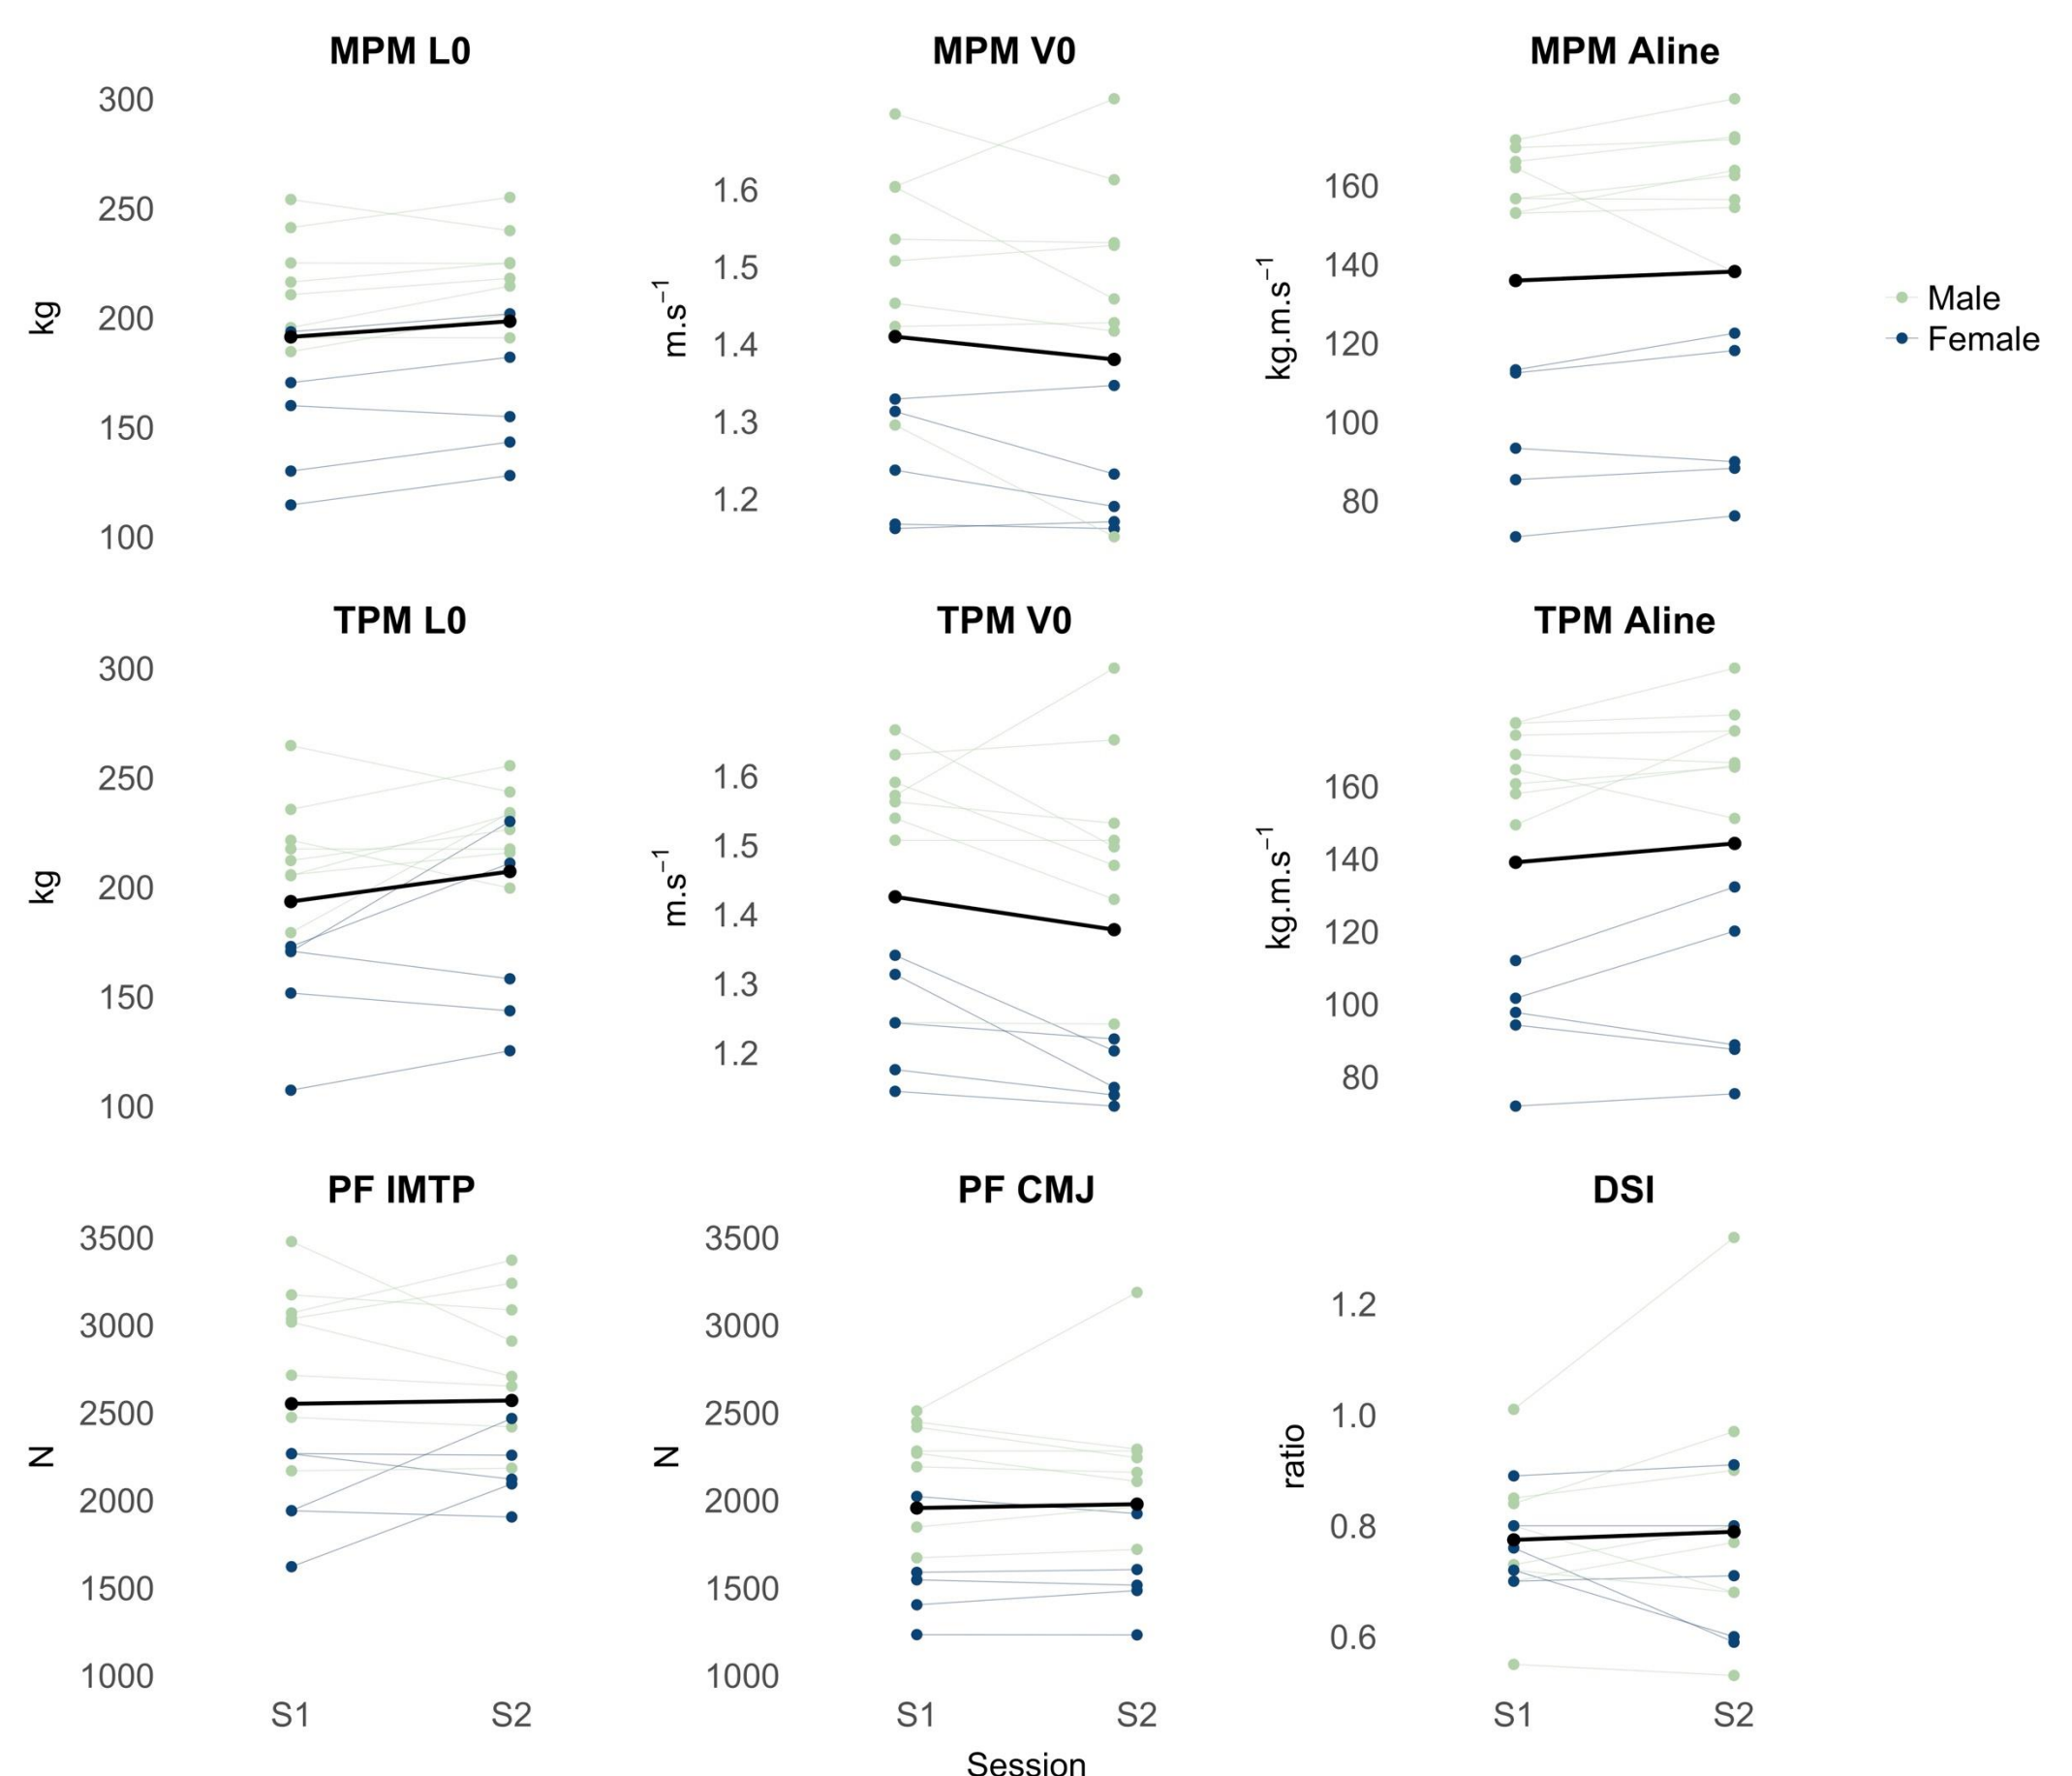 MPM L0
MPM V0
MPM Aline
300
250
200
150
100
kg
1.6
1.5
1.4
1.3
1.2
m.s⁻¹
160
140
120
100
80
kg.m.s⁻¹
Male
Female
TPM L0
TPM V0
TPM Aline
300
250
200
150
100
kg
1.6
1.5
1.4
1.3
1.2
m.s⁻¹
160
140
120
100
80
kg.m.s⁻¹
PF IMTP
PF CMJ
DSI
3500
3000
2500
2000
1500
1000
N
3500
3000
2500
2000
1500
1000
N
1.2
1.0
0.8
0.6
ratio
S1 S2
S1 S2
S1 S2
Session